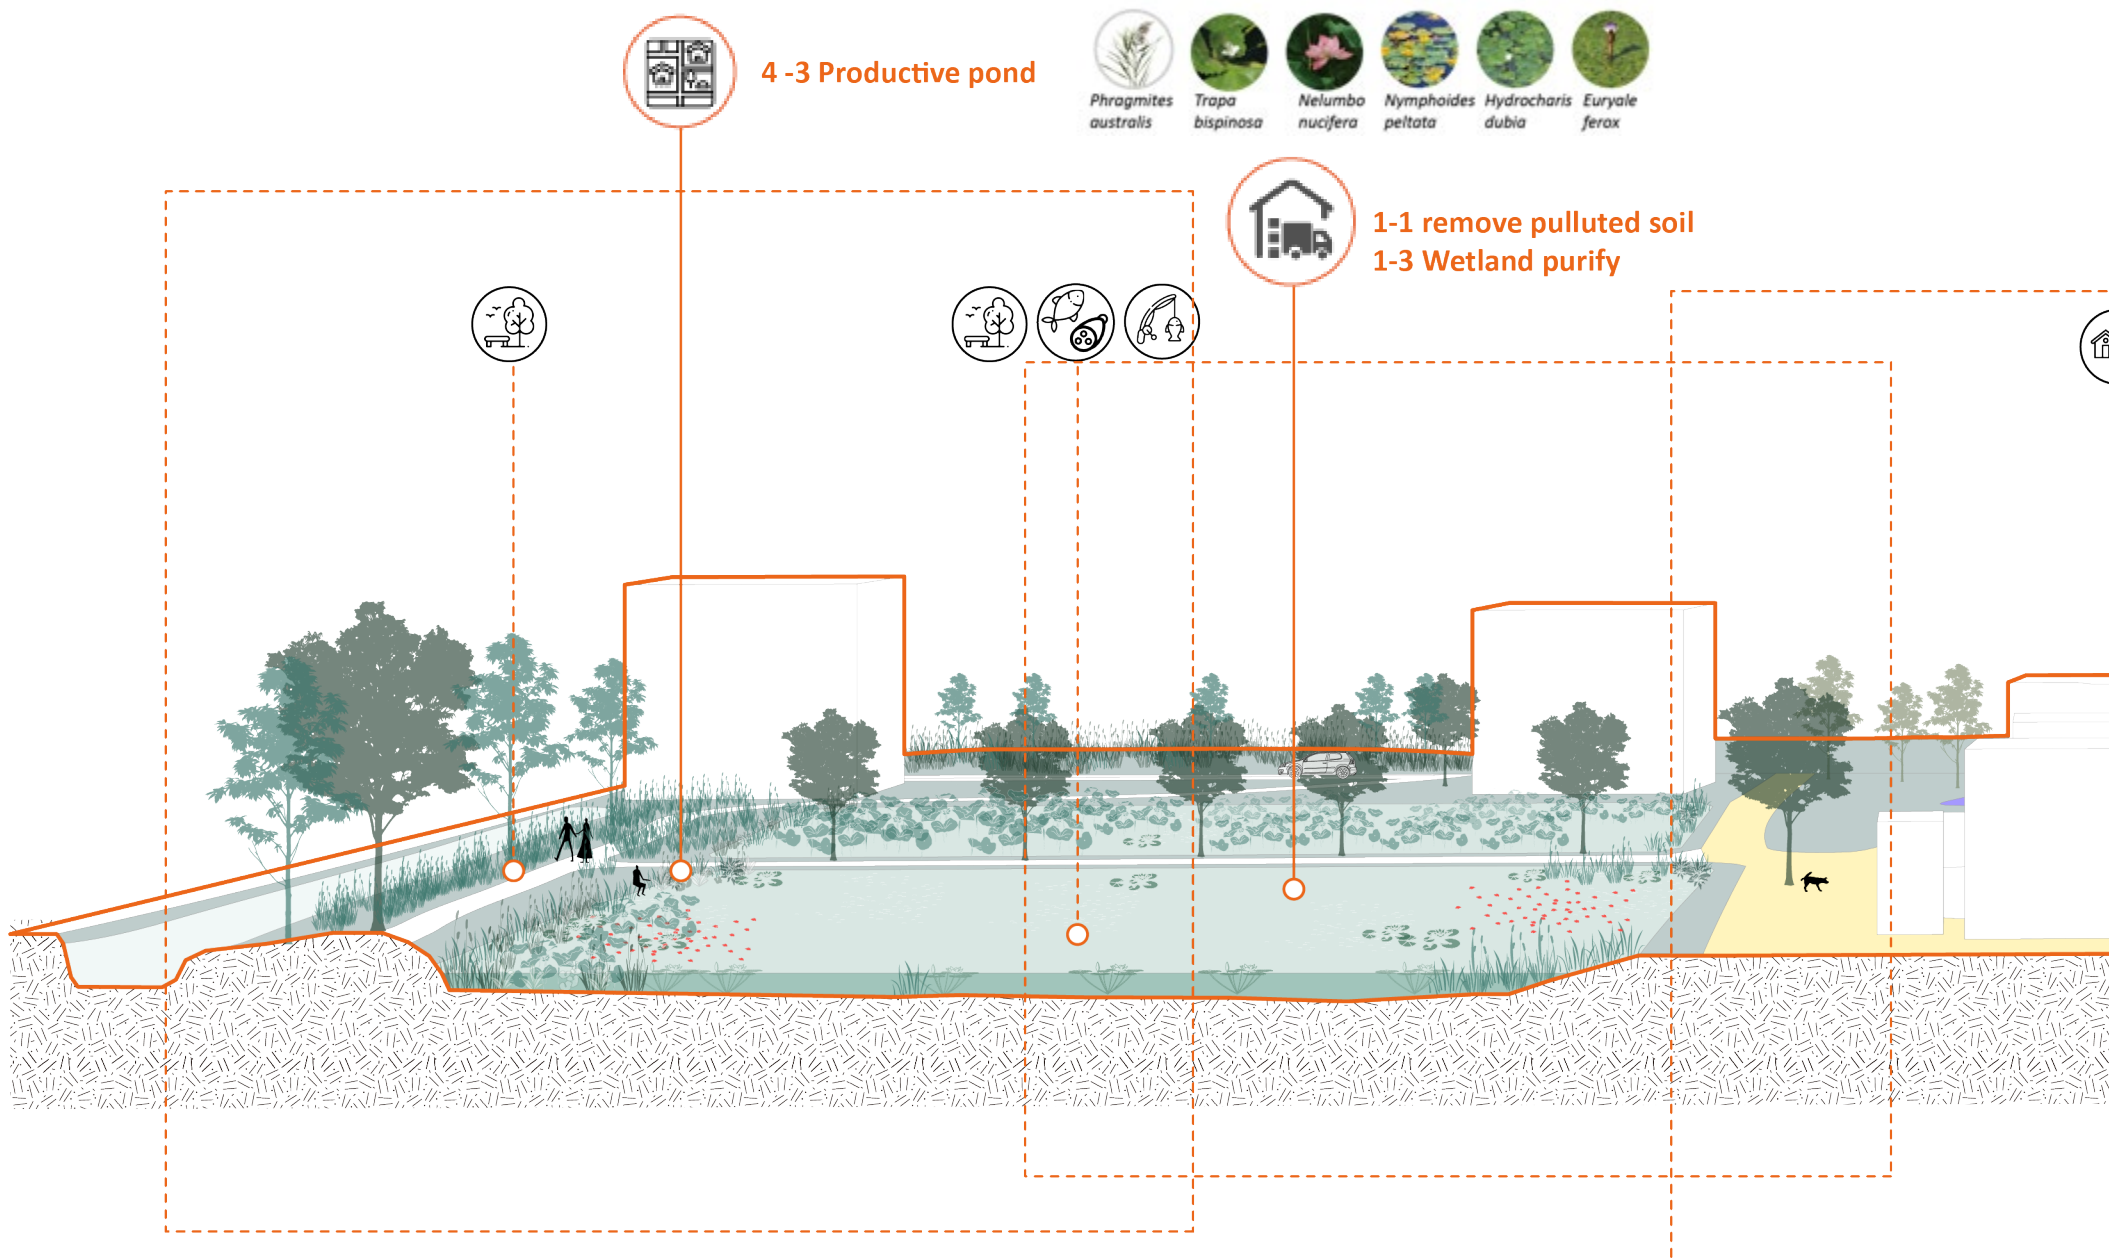 4 -3 Productive pond
Phragmites australis
Trapa bispinosa
Nelumbo nucifera
Nymphoides peltata
Hydrocharis dubia
Euryale ferox
1-1 remove pulluted soil
1-3 Wetland purify